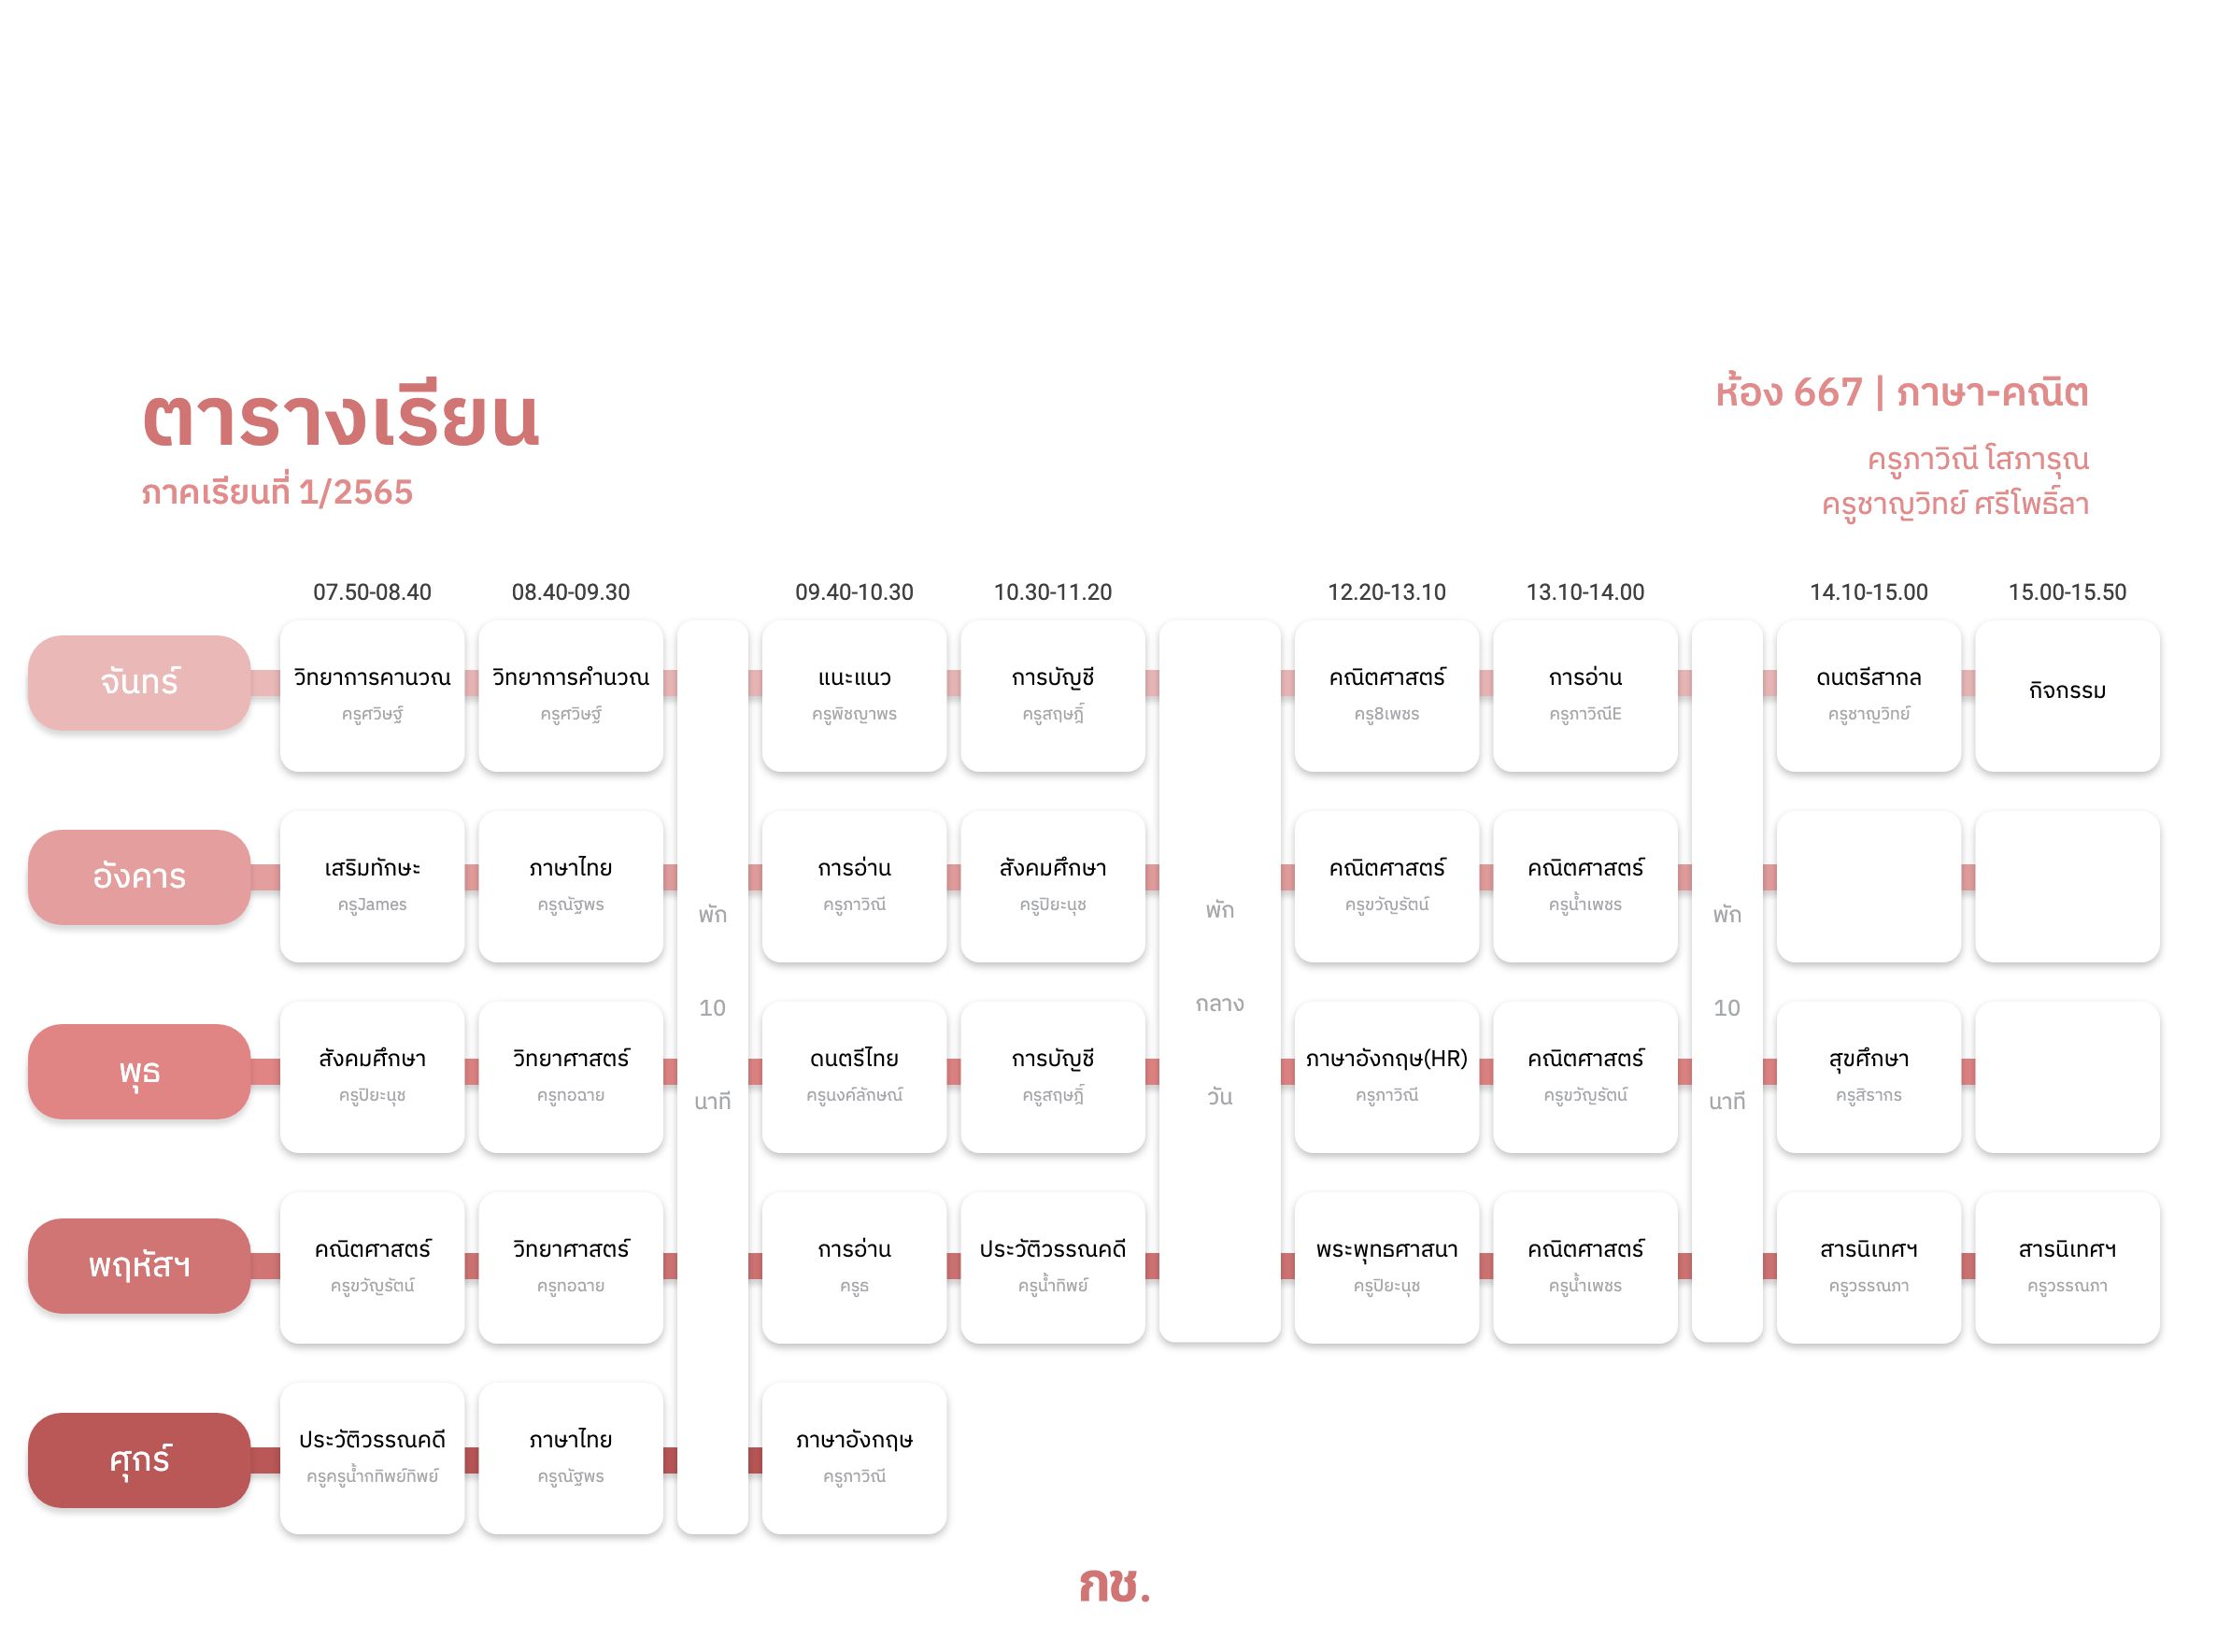 ตารางเรียน
ภาคเรียนที่ 1/2565
ห้อง 667 | ภาษา-คณิต
ครูภาวิณี โสภารุณ
ครูชาญวิทย์ ศรีโพธิ์ลา
07.50-08.40 08.40-09.30 09.40-10.30 10.30-11.20 12.20-13.10 13.10-14.00 14.10-15.00 15.00-15.50
จันทร์
วิทยาการคานวณ วิทยาการคำนวณ แนะแนว การบัญชี คณิตศาสตร์ การอ่าน ดนตรีสากล กิจกรรม
ครูศวิษฐ์ ครูศวิษฐ์ ครูพิชญาพร ครูสฤษฎิ์ ครู8เพชร ครูภาวิณีE ครูชาญวิทย์
อังคาร
เสริมทักษะ ภาษาไทย การอ่าน สังคมศึกษา คณิตศาสตร์ คณิตศาสตร์
ครูJames ครูณัฐพร ครูภาวิณี ครูปิยะนุช ครูขวัญรัตน์ ครูน้ำเพชร
พัก
10
นาที
พัก
กลาง
วัน
พัก
10
นาที
พุธ
สังคมศึกษา วิทยาศาสตร์ ดนตรีไทย การบัญชี ภาษาอังกฤษ(HR) คณิตศาสตร์ สุขศึกษา
ครูปิยะนุช ครูทอฉาย ครูนงค์ลักษณ์ ครูสฤษฎิ์ ครูภาวิณี ครูขวัญรัตน์ ครูสิรากร
พฤหัสฯ
คณิตศาสตร์ วิทยาศาสตร์ การอ่าน ประวัติวรรณคดี พระพุทธศาสนา คณิตศาสตร์ สารนิเทศฯ สารนิเทศฯ
ครูขวัญรัตน์ ครูทอฉาย ครูธ ครูน้ำทิพย์ ครูปิยะนุช ครูน้ำเพชร ครูวรรณภา ครูวรรณภา
ศุกร์
ประวัติวรรณคดี ภาษาไทย ภาษาอังกฤษ
ครูครูน้ำกทิพย์ทิพย์ ครูณัฐพร ครูภาวิณี
กช.